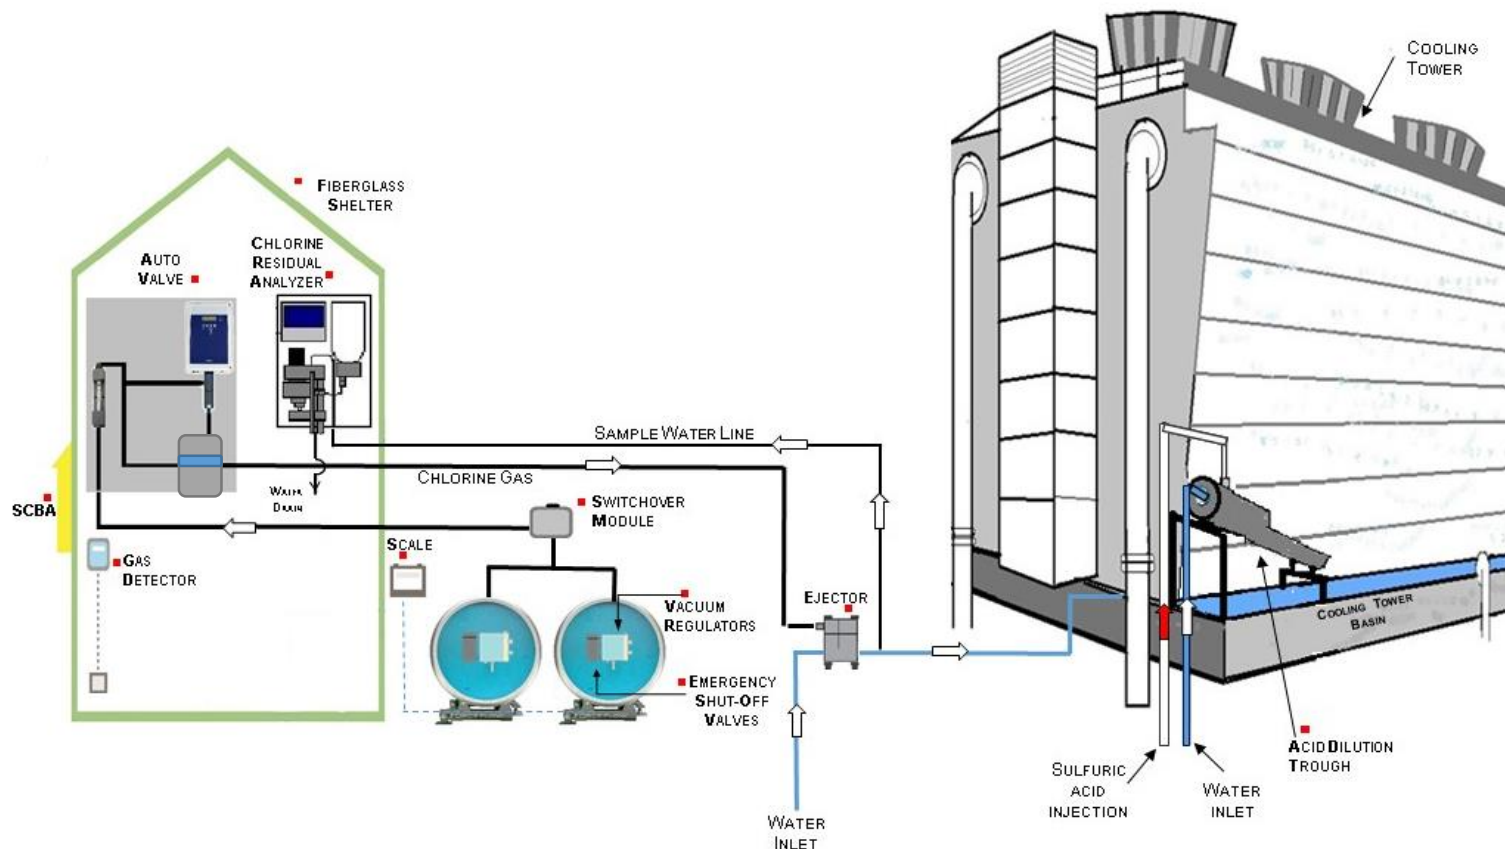 COOLING
TOWER
FIBERGLASS
SHELTER
AUTO
VALVE
CHLORINE
RESIDUAL
ANALYZER
SAMPLE WATER LINE
CHLORINE GAS
WATER
DRAIN
SCBA
SWITCHOVER
MODULE
SCALE
GAS
DETECTOR
VACUUM
REGULATORS
EJECTOR
EMERGENCY
SHUT-OFF
VALVES
COOLING TOWER
BASIN
ACID DILUTION
TROUGH
SULFURIC
ACID
INJECTION
WATER
INLET
WATER
INLET